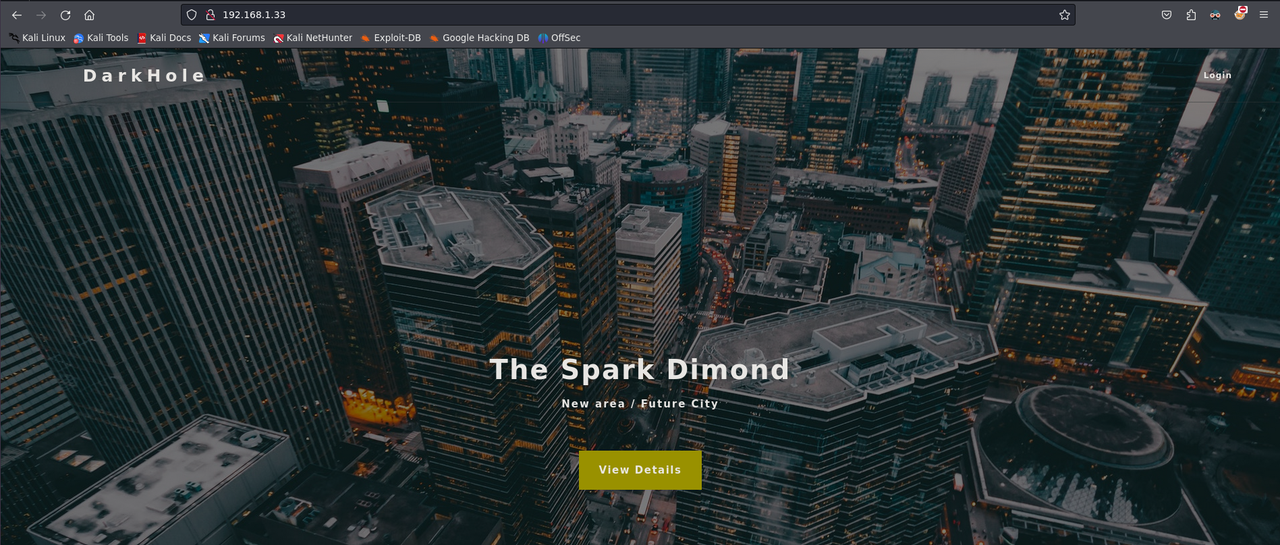 192.168.1.33
Kali Linux Kali Tools Kali Docs Kali Forums Kali NetHunter Exploit-DB Google Hacking DB OffSec
DarkHole
Login
The Spark Dimond
New area / Future City
View Details